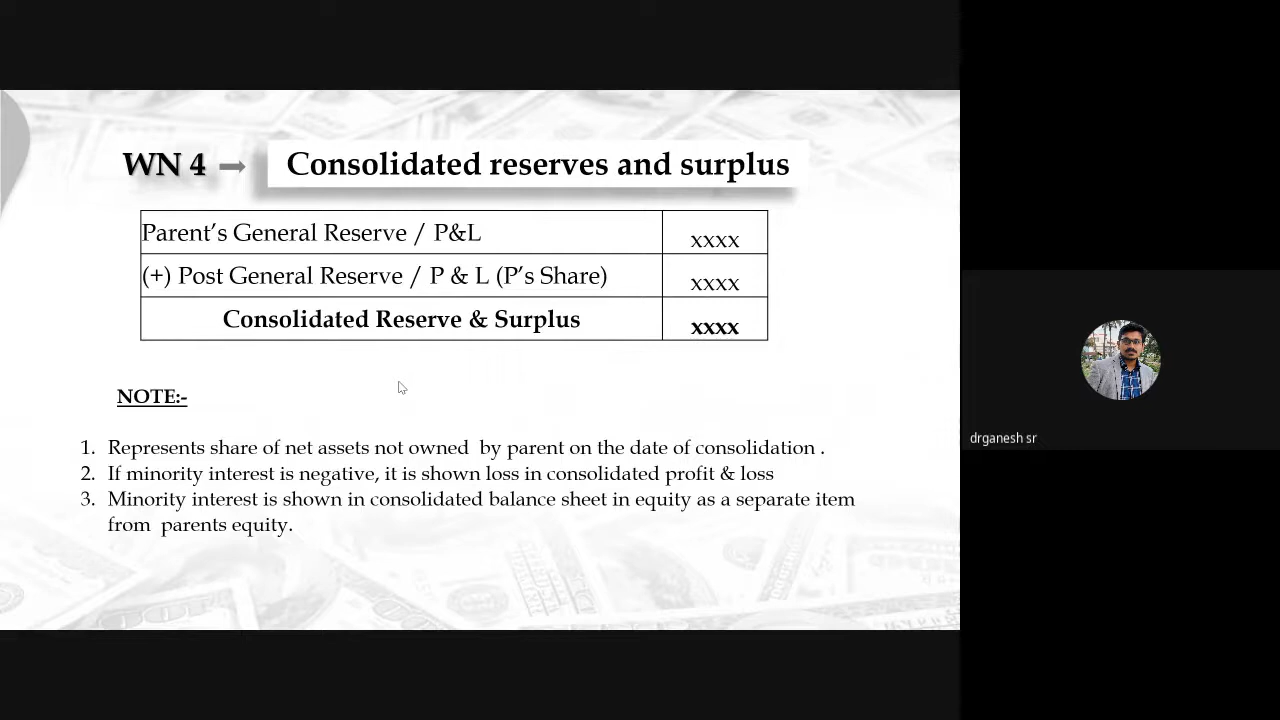 WN 4
Consolidated reserves and surplus
Parent's General Reserve / P&L xxxx
(+) Post General Reserve / P & L (P's Share) xxxx
Consolidated Reserve & Surplus xxxx
NOTE:-
1. Represents share of net assets not owned by parent on the date of consolidation .
2. If minority interest is negative, it is shown loss in consolidated profit & loss
3. Minority interest is shown in consolidated balance sheet in equity as a separate item
from parents equity.
drganesh sr